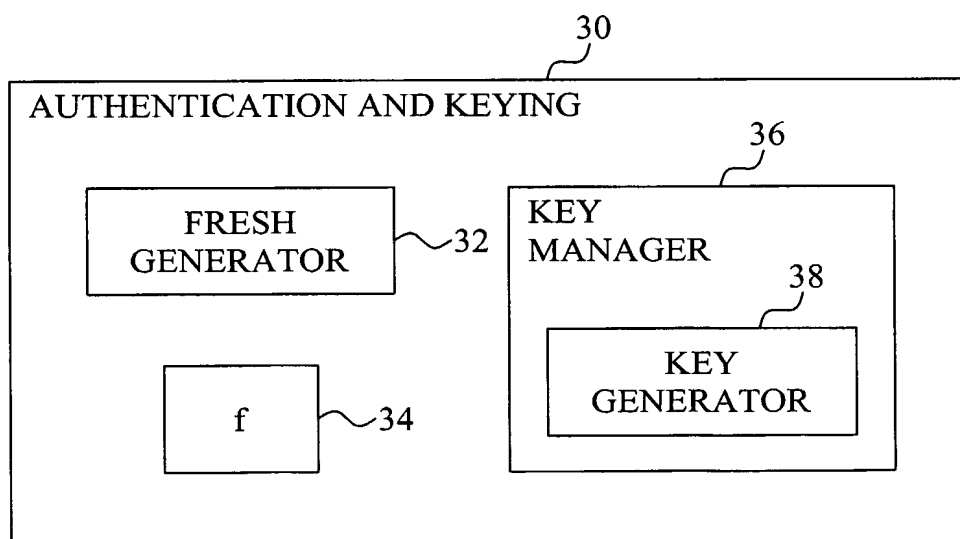 30
AUTHENTICATION AND KEYING
36
FRESH
GENERATOR
32
KEY
MANAGER
38
KEY
GENERATOR
f
34